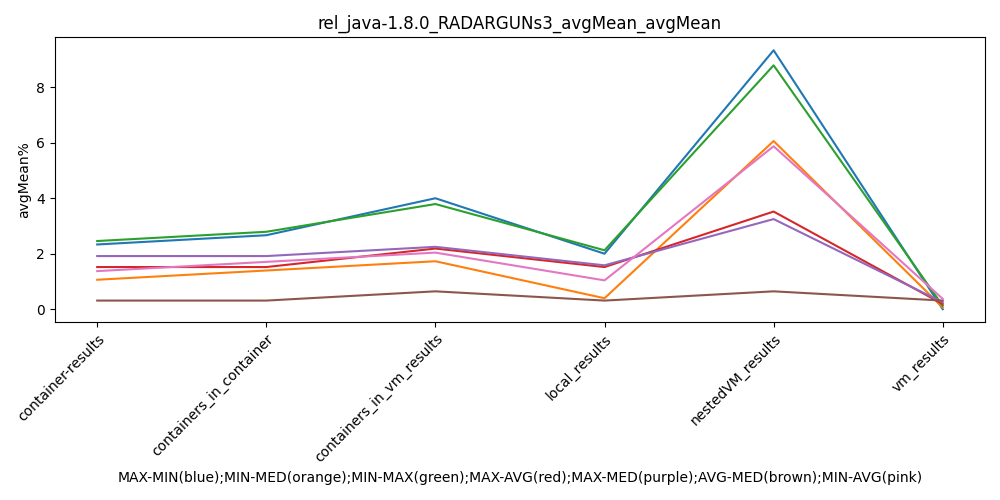 rel_java-1.8.0_RADARGUNs3_avgMean_avgMean
avgMean%
8
6
4
2
0
container-results
containers_in_container
containers_in_vm_results
local_results
nestedVM_results
vm_results
MAX-MIN(blue);MIN-MED(orange);MIN-MAX(green);MAX-AVG(red);MAX-MED(purple);AVG-MED(brown);MIN-AVG(pink)